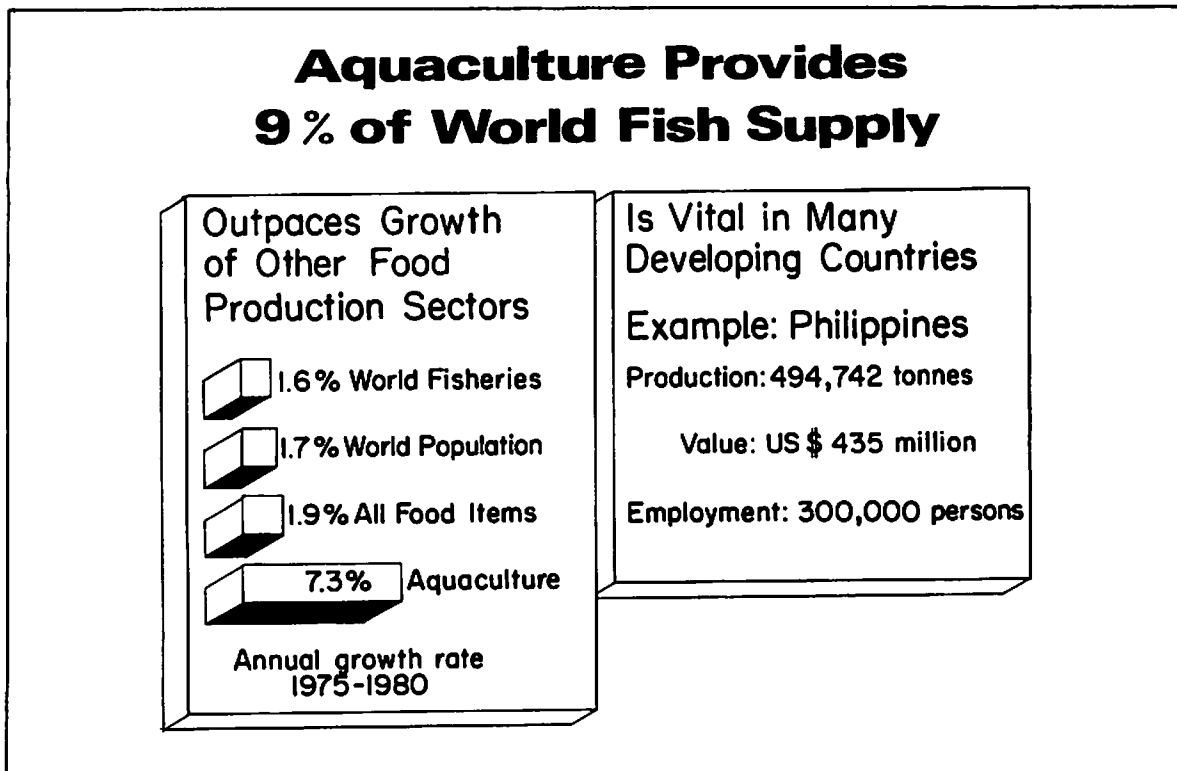 Aquaculture Provides
9% of World Fish Supply
Outpaces Growth
of Other Food
Production Sectors
1.6% World Fisheries
1.7% World Population
1.9% All Food Items
7.3% Aquaculture
Annual growth rate
1975-1980
Is Vital in Many
Developing Countries
Example: Philippines
Production: 494,742 tonnes
Value: US $ 435 million
Employment: 300,000 persons